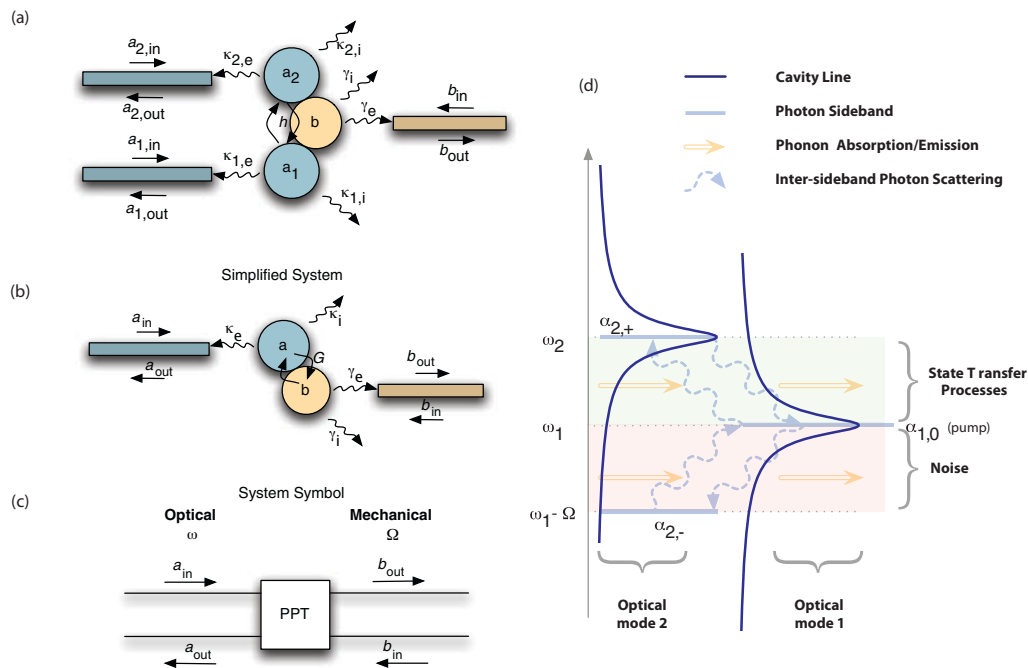 (a)
a2,in
κ2,e
κ2,i
a2
γi
a2,out
h
b
γe
bin
bout
a1,in
κ1,e
a1
a1,out
κ1,i
Simplified System
(b)
ain
κe
κi
a
G
aout
b
γe
bout
bin
γi
System Symbol
(c)
Optical
ω
Mechanical
Ω
ain
bout
PPT
aout
bin
(d)
Cavity Line
Photon Sideband
Phonon Absorption/Emission
Inter-sideband Photon Scattering
α2,+
ω2
State T ransfer
Processes
ω1
α1,0 (pump)
Noise
ω1- Ω
α2,-
Optical
mode 2
Optical
mode 1